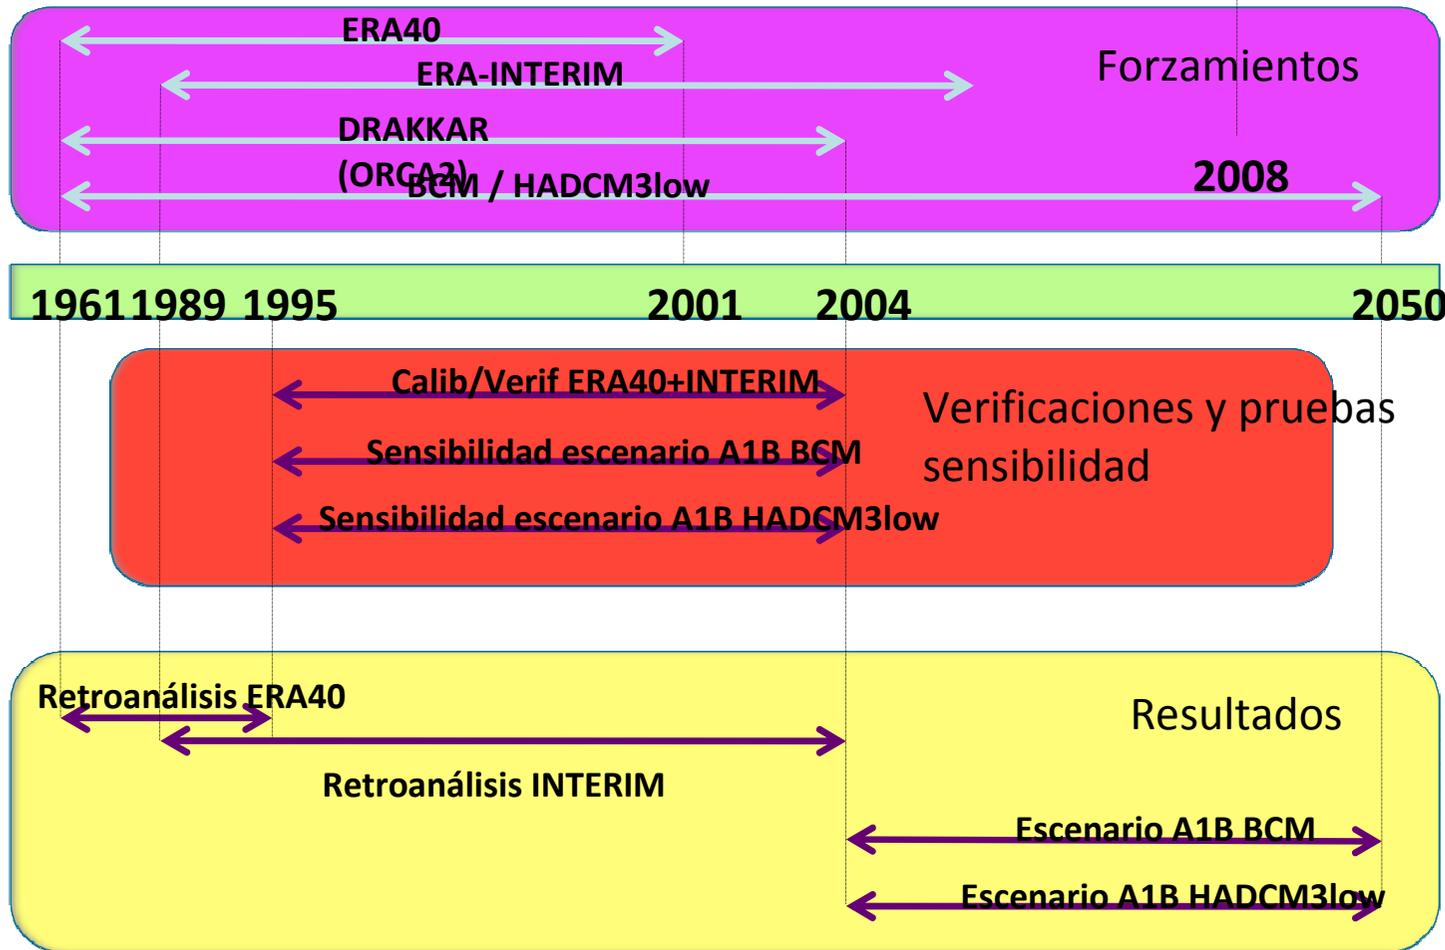 ERA40
ERA-INTERIM
Forzamientos
DRAKKAR
(ORCA2)
BCM / HADCM3low
2008
1961 1989 1995 2001 2004 2050
Calib/Verif ERA40+INTERIM
Verificaciones y pruebas
sensibilidad
Sensibilidad escenario A1B BCM
Sensibilidad escenario A1B HADCM3low
Retroanálisis ERA40
Resultados
Retroanálisis INTERIM
Escenario A1B BCM
Escenario A1B HADCM3low